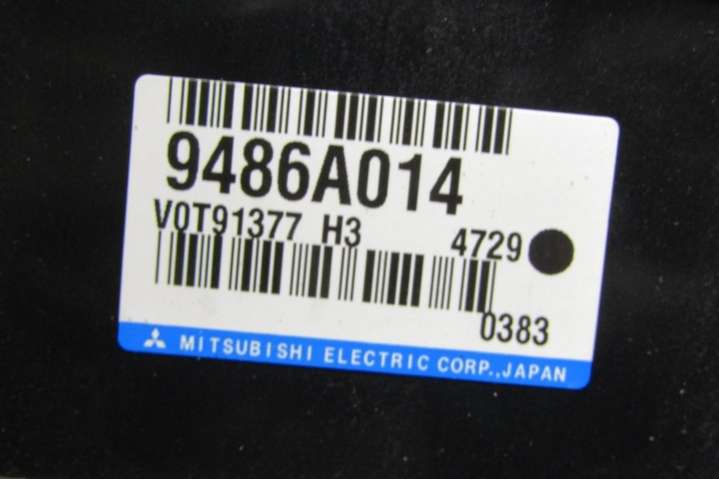 9486A014
V0T91377 H3 4729
0383
MITSUBISHI ELECTRIC CORP.,JAPAN